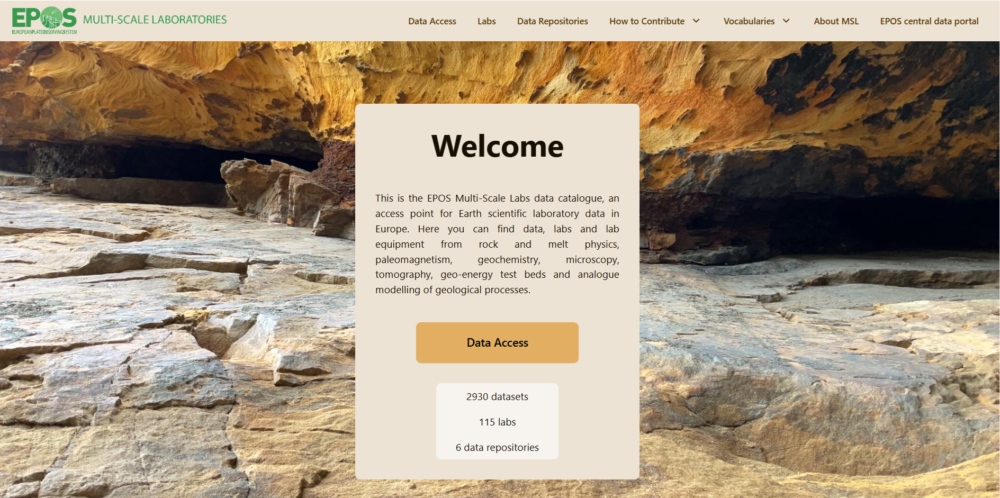 EPOS MULTI-SCALE LABORATORIES
EUROPEANPLATEOBSERVINGSYSTEM
Data Access Labs Data Repositories How to Contribute Vocabularies About MSL EPOS central data portal
Welcome
This is the EPOS Multi-Scale Labs data catalogue, an
access point for Earth scientific laboratory data in
Europe. Here you can find data, labs and lab
equipment from rock and melt physics,
paleomagnetism, geochemistry, microscopy,
tomography, geo-energy test beds and analogue
modelling of geological processes.
Data Access
2930 datasets
115 labs
6 data repositories